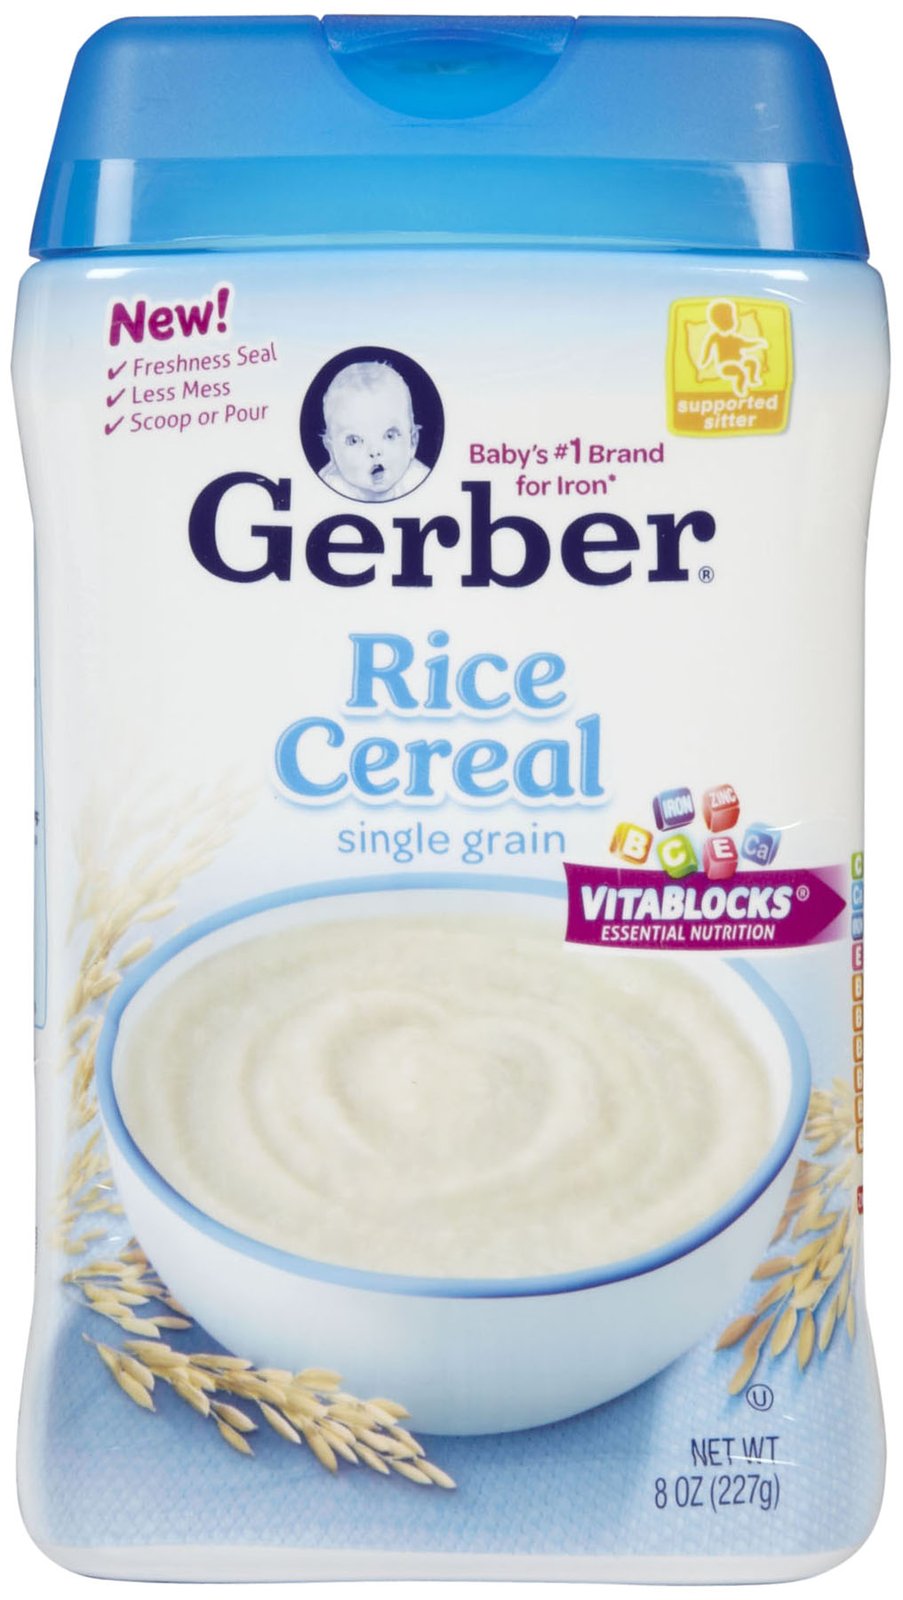 New!
✓ Freshness Seal
✓ Less Mess
✓ Scoop or Pour
supported
sitter
Baby's #1 Brand
for Iron*
Gerber®
Rice
Cereal
single grain
IRON ZINC
B C E Ca
VITABLOCKS®
ESSENTIAL NUTRITION
C
E
B
B
B
B
B
B
U
NET WT
8 OZ (227g)